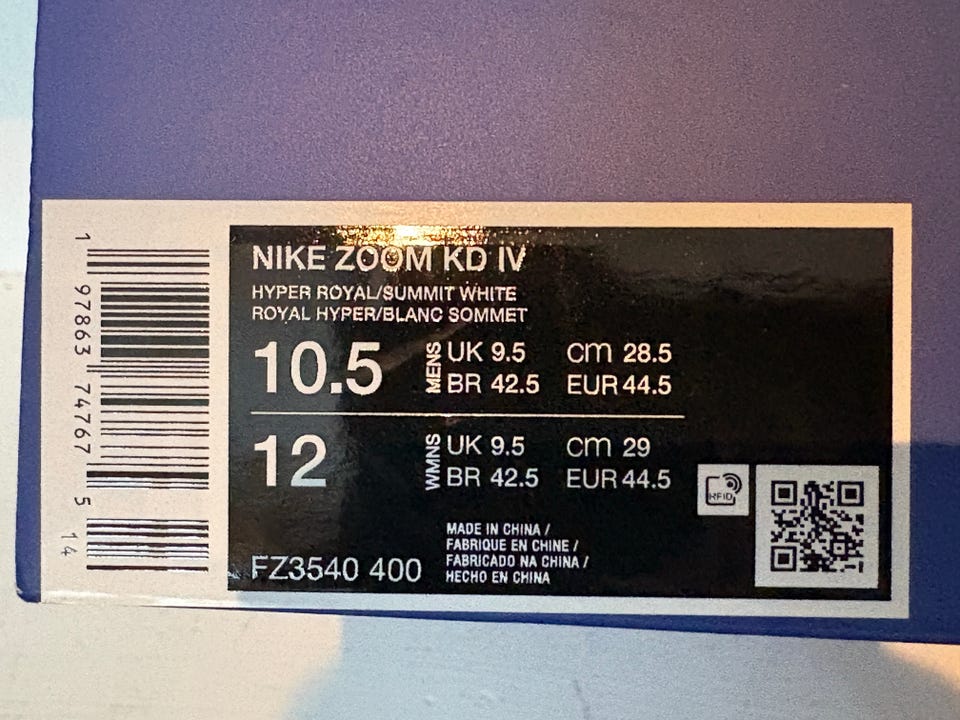 NIKE ZOOM KD IV
HYPER ROYAL/SUMMIT WHITE
ROYAL HYPER/BLANC SOMMET
10.5 MENS UK 9.5 cm 28.5
BR 42.5 EUR 44.5
12 WMNS UK 9.5 cm 29
BR 42.5 EUR 44.5
RFID
MADE IN CHINA /
FABRIQUE EN CHINE /
FABRICADO NA CHINA /
HECHO EN CHINA
FZ3540 400
1 97863 74767 5 14